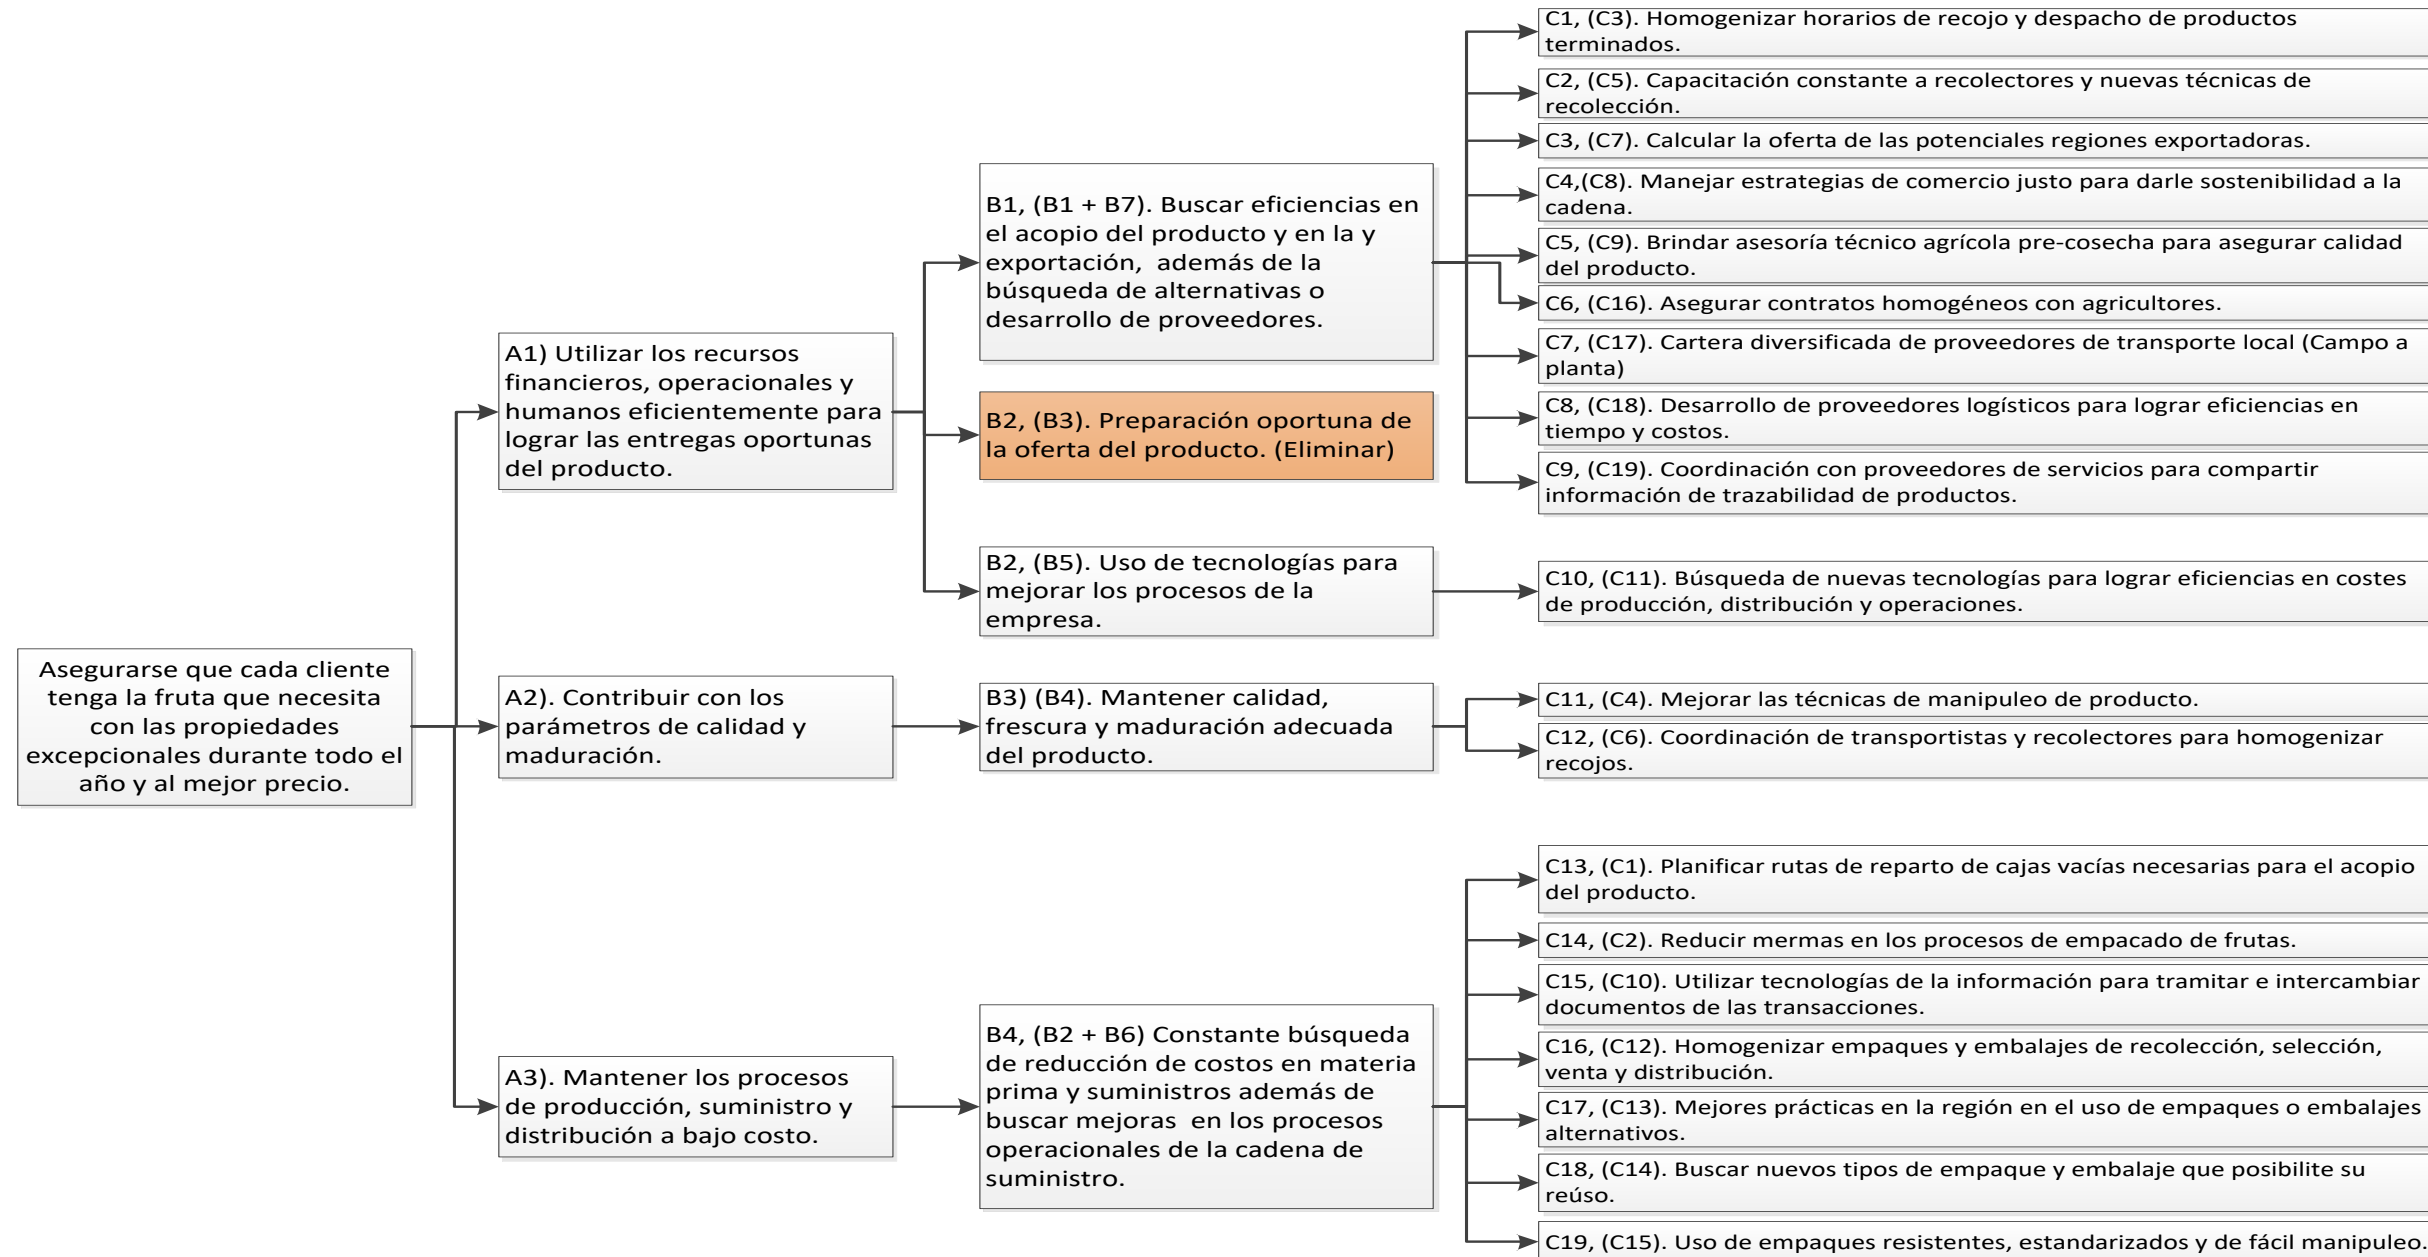 Asegurarse que cada cliente
tenga la fruta que necesita
con las propiedades
excepcionales durante todo el
año y al mejor precio.
A1) Utilizar los recursos
financieros, operacionales y
humanos eficientemente para
lograr las entregas oportunas
del producto.
A2). Contribuir con los
parámetros de calidad y
maduración.
A3). Mantener los procesos
de producción, suministro y
distribución a bajo costo.
B1, (B1 + B7). Buscar eficiencias en
el acopio del producto y en la y
exportación,  además de la
búsqueda de alternativas o
desarrollo de proveedores.
B2, (B3). Preparación oportuna de
la oferta del producto. (Eliminar)
B2, (B5). Uso de tecnologías para
mejorar los procesos de la
empresa.
B3) (B4). Mantener calidad,
frescura y maduración adecuada
del producto.
B4, (B2 + B6) Constante búsqueda
de reducción de costos en materia
prima y suministros además de
buscar mejoras  en los procesos
operacionales de la cadena de
suministro.
C1, (C3). Homogenizar horarios de recojo y despacho de productos
terminados.
C2, (C5). Capacitación constante a recolectores y nuevas técnicas de
recolección.
C3, (C7). Calcular la oferta de las potenciales regiones exportadoras.
C4,(C8). Manejar estrategias de comercio justo para darle sostenibilidad a la
cadena.
C5, (C9). Brindar asesoría técnico agrícola pre-cosecha para asegurar calidad
del producto.
C6, (C16). Asegurar contratos homogéneos con agricultores.
C7, (C17). Cartera diversificada de proveedores de transporte local (Campo a
planta)
C8, (C18). Desarrollo de proveedores logísticos para lograr eficiencias en
tiempo y costos.
C9, (C19). Coordinación con proveedores de servicios para compartir
información de trazabilidad de productos.
C10, (C11). Búsqueda de nuevas tecnologías para lograr eficiencias en costes
de producción, distribución y operaciones.
C11, (C4). Mejorar las técnicas de manipuleo de producto.
C12, (C6). Coordinación de transportistas y recolectores para homogenizar
recojos.
C13, (C1). Planificar rutas de reparto de cajas vacías necesarias para el acopio
del producto.
C14, (C2). Reducir mermas en los procesos de empacado de frutas.
C15, (C10). Utilizar tecnologías de la información para tramitar e intercambiar
documentos de las transacciones.
C16, (C12). Homogenizar empaques y embalajes de recolección, selección,
venta y distribución.
C17, (C13). Mejores prácticas en la región en el uso de empaques o embalajes
alternativos.
C18, (C14). Buscar nuevos tipos de empaque y embalaje que posibilite su
reúso.
C19, (C15). Uso de empaques resistentes, estandarizados y de fácil manipuleo.